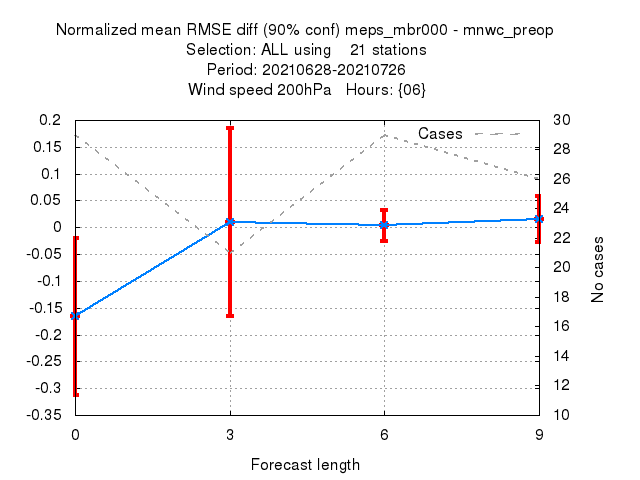 Normalized mean RMSE diff (90% conf) meps_mbr000 - mnwc_preop
Selection: ALL using    21 stations
Period: 20210628-20210726
Wind speed 200hPa   Hours: {06}
Cases
0.2
0.15
0.1
0.05
0
-0.05
-0.1
-0.15
-0.2
-0.25
-0.3
-0.35
30
28
26
24
22
20
18
16
14
12
10
No cases
0 3 6 9
Forecast length